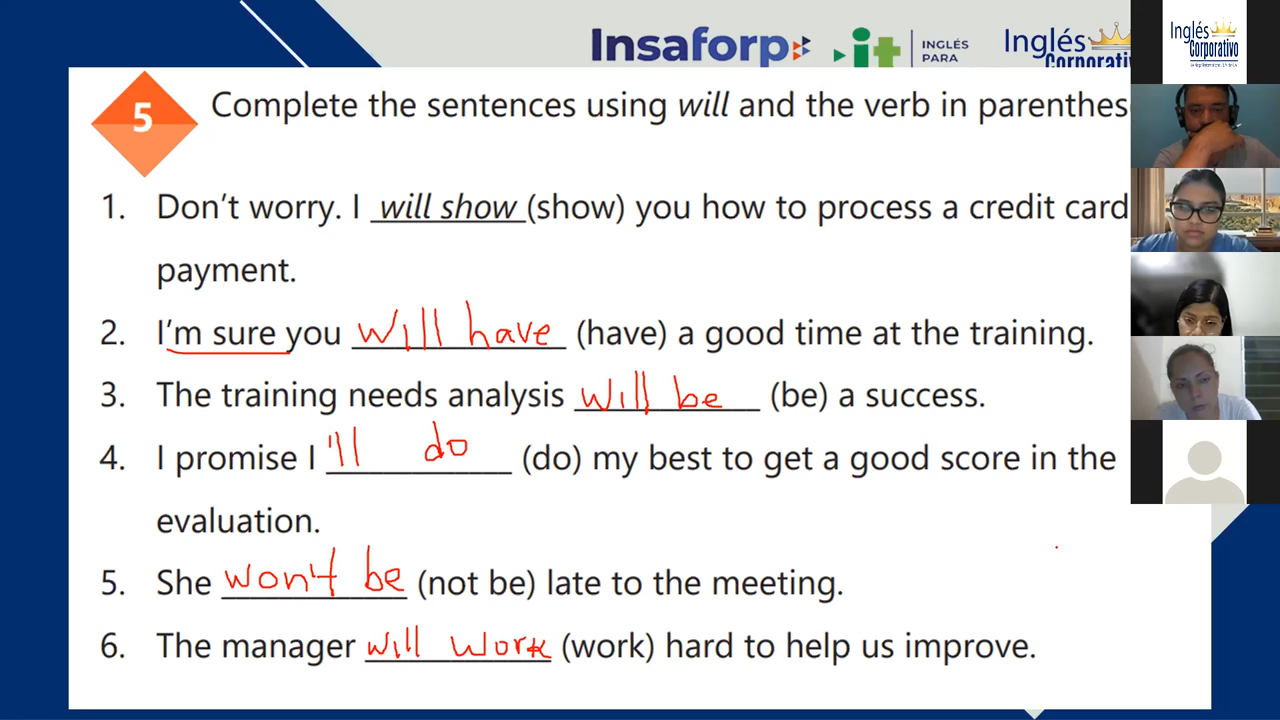 Insaforp
it INGLÉS
PARA
Inglés
Corporativ
Inglés
Corporativo
5 Complete the sentences using will and the verb in parenthes
1. Don't worry. I will show (show) you how to process a credit card
payment.
2. I'm sure you will have (have) a good time at the training.
3. The training needs analysis will be (be) a success.
4. I promise I 'll do (do) my best to get a good score in the
evaluation.
5. She won't be (not be) late to the meeting.
6. The manager will work (work) hard to help us improve.